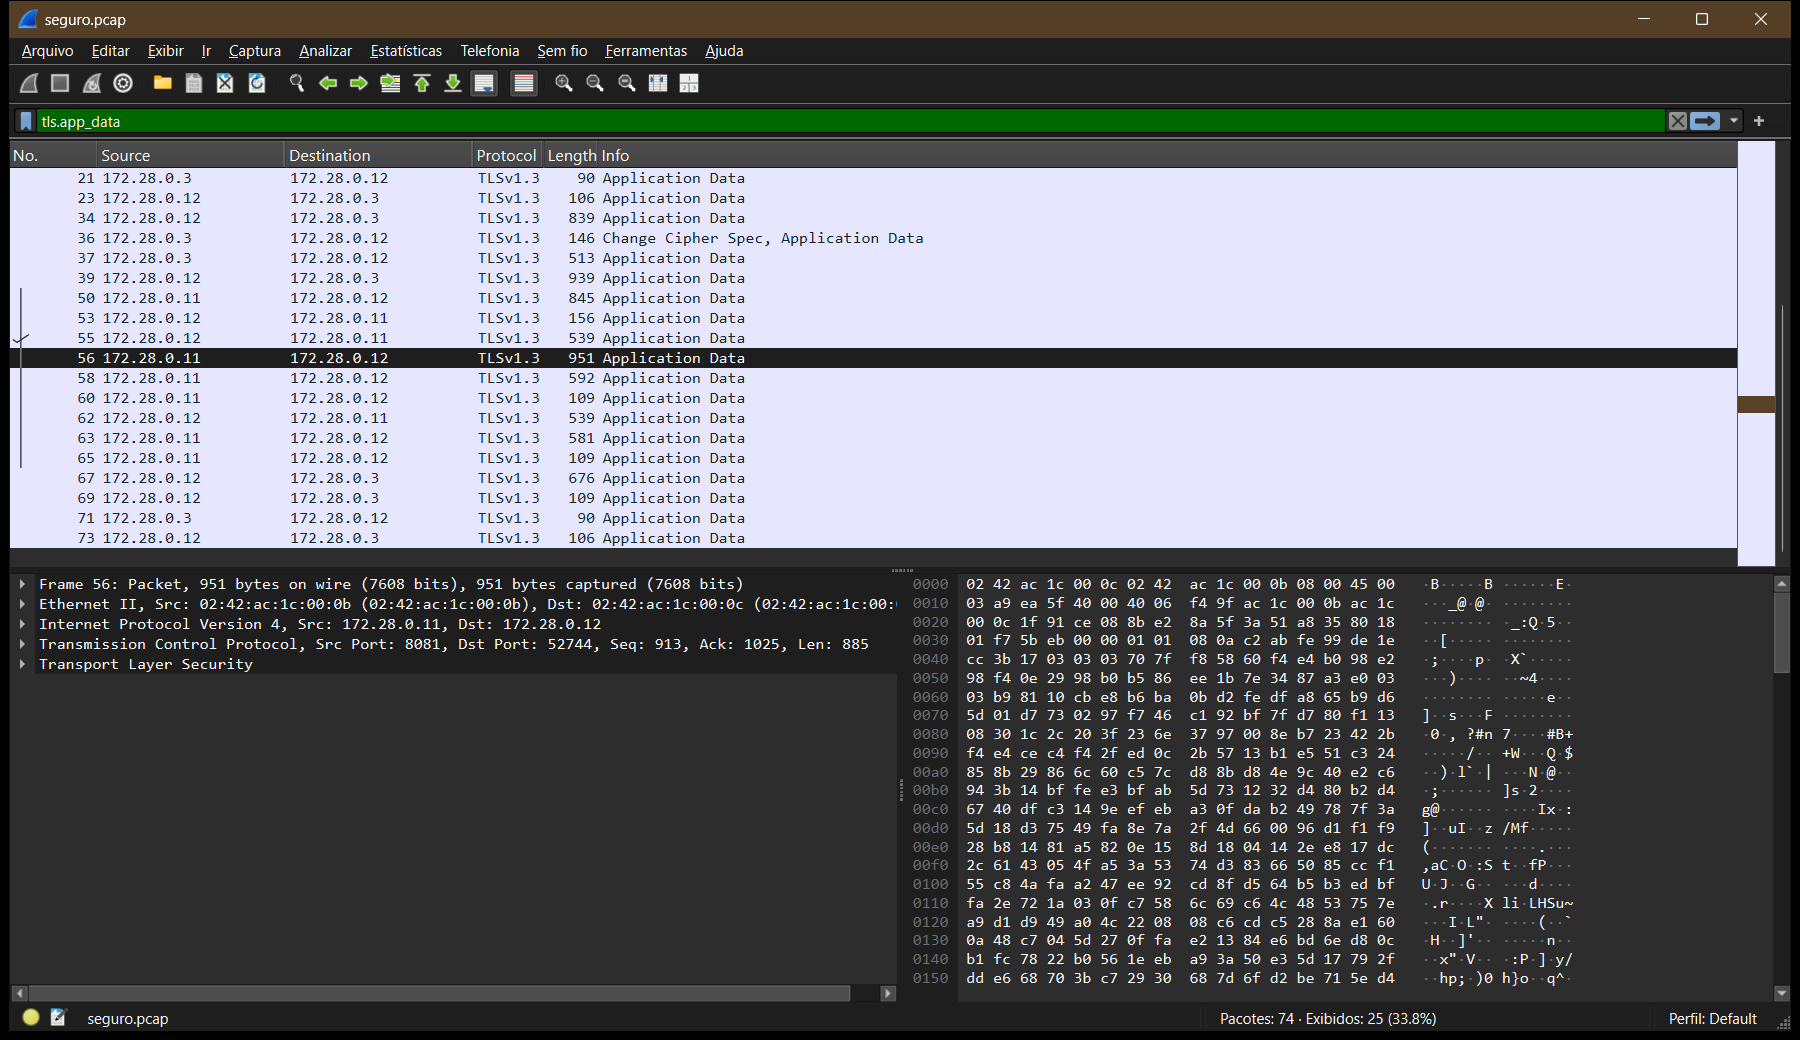 seguro.pcap
Arquivo Editar Exibir Ir Captura Analizar Estatísticas Telefonia Sem fio Ferramentas Ajuda
tls.app_data
No. Source Destination Protocol Length Info
21 172.28.0.3 172.28.0.12 TLSv1.3 90 Application Data
23 172.28.0.12 172.28.0.3 TLSv1.3 106 Application Data
34 172.28.0.12 172.28.0.3 TLSv1.3 839 Application Data
36 172.28.0.3 172.28.0.12 TLSv1.3 146 Change Cipher Spec, Application Data
37 172.28.0.3 172.28.0.12 TLSv1.3 513 Application Data
39 172.28.0.12 172.28.0.3 TLSv1.3 939 Application Data
50 172.28.0.11 172.28.0.12 TLSv1.3 845 Application Data
53 172.28.0.12 172.28.0.11 TLSv1.3 156 Application Data
55 172.28.0.12 172.28.0.11 TLSv1.3 539 Application Data
56 172.28.0.11 172.28.0.12 TLSv1.3 951 Application Data
58 172.28.0.11 172.28.0.12 TLSv1.3 592 Application Data
60 172.28.0.11 172.28.0.12 TLSv1.3 109 Application Data
62 172.28.0.12 172.28.0.11 TLSv1.3 539 Application Data
63 172.28.0.11 172.28.0.12 TLSv1.3 581 Application Data
65 172.28.0.11 172.28.0.12 TLSv1.3 109 Application Data
67 172.28.0.12 172.28.0.3 TLSv1.3 676 Application Data
69 172.28.0.12 172.28.0.3 TLSv1.3 109 Application Data
71 172.28.0.3 172.28.0.12 TLSv1.3 90 Application Data
73 172.28.0.12 172.28.0.3 TLSv1.3 106 Application Data
Frame 56: Packet, 951 bytes on wire (7608 bits), 951 bytes captured (7608 bits)
Ethernet II, Src: 02:42:ac:1c:00:0b (02:42:ac:1c:00:0b), Dst: 02:42:ac:1c:00:0c (02:42:ac:1c:00:
Internet Protocol Version 4, Src: 172.28.0.11, Dst: 172.28.0.12
Transmission Control Protocol, Src Port: 8081, Dst Port: 52744, Seq: 913, Ack: 1025, Len: 885
Transport Layer Security
0000 02 42 ac 1c 00 0c 02 42 ac 1c 00 0b 08 00 45 00 ·B·····B ······E·
0010 03 a9 ea 5f 40 00 40 06 f4 9f ac 1c 00 0b ac 1c ···_@·@· ········
0020 00 0c 1f 91 ce 08 8b e2 8a 5f 3a 51 a8 35 80 18 ········ ·_:Q·5··
0030 01 f7 5b eb 00 00 01 01 08 0a c2 ab fe 99 de 1e ··[····· ········
0040 cc 3b 17 03 03 03 70 7f f8 58 60 f4 e4 b0 98 e2 ·;····p· ·X`·····
0050 98 f4 0e 29 98 b0 b5 86 ee 1b 7e 34 87 a3 e0 03 ···)···· ··~4····
0060 03 b9 81 10 cb e8 b6 ba 0b d2 fe df a8 65 b9 d6 ········ ·····e··
0070 5d 01 d7 73 02 97 f7 46 c1 92 bf 7f d7 80 f1 13 ]··s···F ········
0080 08 30 1c 2c 20 3f 23 6e 37 97 00 8e b7 23 42 2b ·0·, ?#n 7····#B+
0090 f4 e4 ce c4 f4 2f ed 0c 2b 57 13 b1 e5 51 c3 24 ·····/·· +W···Q·$
00a0 85 8b 29 86 6c 60 c5 7c d8 8b d8 4e 9c 40 e2 c6 ··)·l`·| ···N·@··
00b0 94 3b 14 bf fe e3 bf ab 5d 73 12 32 d4 80 b2 d4 ·;······ ]s·2····
00c0 67 40 df c3 14 9e ef eb a3 0f da b2 49 78 7f 3a g@······ ····Ix·:
00d0 5d 18 d3 75 49 fa 8e 7a 2f 4d 66 00 96 d1 f1 f9 ]··uI··z /Mf·····
00e0 28 b8 14 81 a5 82 0e 15 8d 18 04 14 2e e8 17 dc (······· ····.···
00f0 2c 61 43 05 4f a5 3a 53 74 d3 83 66 50 85 cc f1 ,aC·O·:S t··fP···
0100 55 c8 4a fa a2 47 ee 92 cd 8f d5 64 b5 b3 ed bf U·J··G·· ···d····
0110 fa 2e 72 1a 03 0f c7 58 6c 69 c6 4c 48 53 75 7e ·.r····X li·LHSu~
0120 a9 d1 d9 49 a0 4c 22 08 08 c6 cd c5 28 8a e1 60 ···I·L"· ····(··`
0130 0a 48 c7 04 5d 27 0f fa e2 13 84 e6 bd 6e d8 0c ·H··]'·· ·····n··
0140 b1 fc 78 22 b0 56 1e eb a9 3a 50 e3 5d 17 79 2f ··x"·V·· ·:P·]·y/
0150 dd e6 68 70 3b c7 29 30 68 7d 6f d2 be 71 5e d4 ··hp;·)0 h}o··q^·
seguro.pcap Pacotes: 74 · Exibidos: 25 (33.8%) Perfil: Default